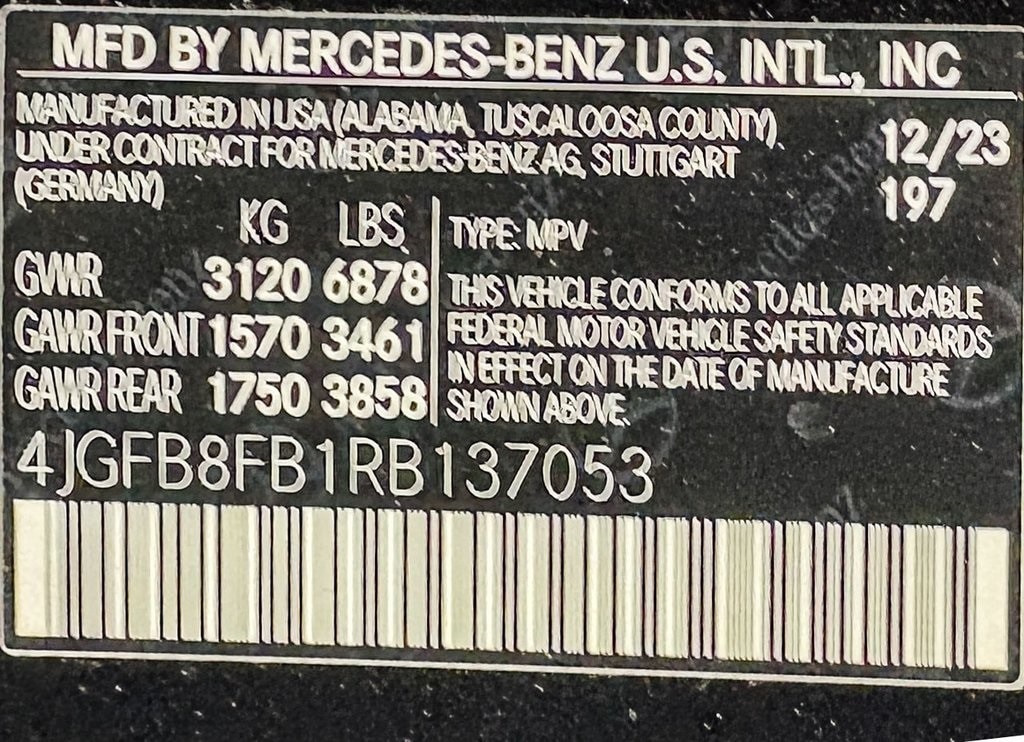 MFD BY MERCEDES-BENZ U.S. INTL., INC
MANUFACTURED IN USA (ALABAMA, TUSCALOOSA COUNTY)
UNDER CONTRACT FOR MERCEDES-BENZ AG, STUTTGART
(GERMANY)
12/23
197
KG LBS
GVWR 3120 6878
GAWR FRONT 1570 3461
GAWR REAR 1750 3858
TYPE: MPV
THIS VEHICLE CONFORMS TO ALL APPLICABLE
FEDERAL MOTOR VEHICLE SAFETY STANDARDS
IN EFFECT ON THE DATE OF MANUFACTURE
SHOWN ABOVE.
4JGFB8FB1RB137053